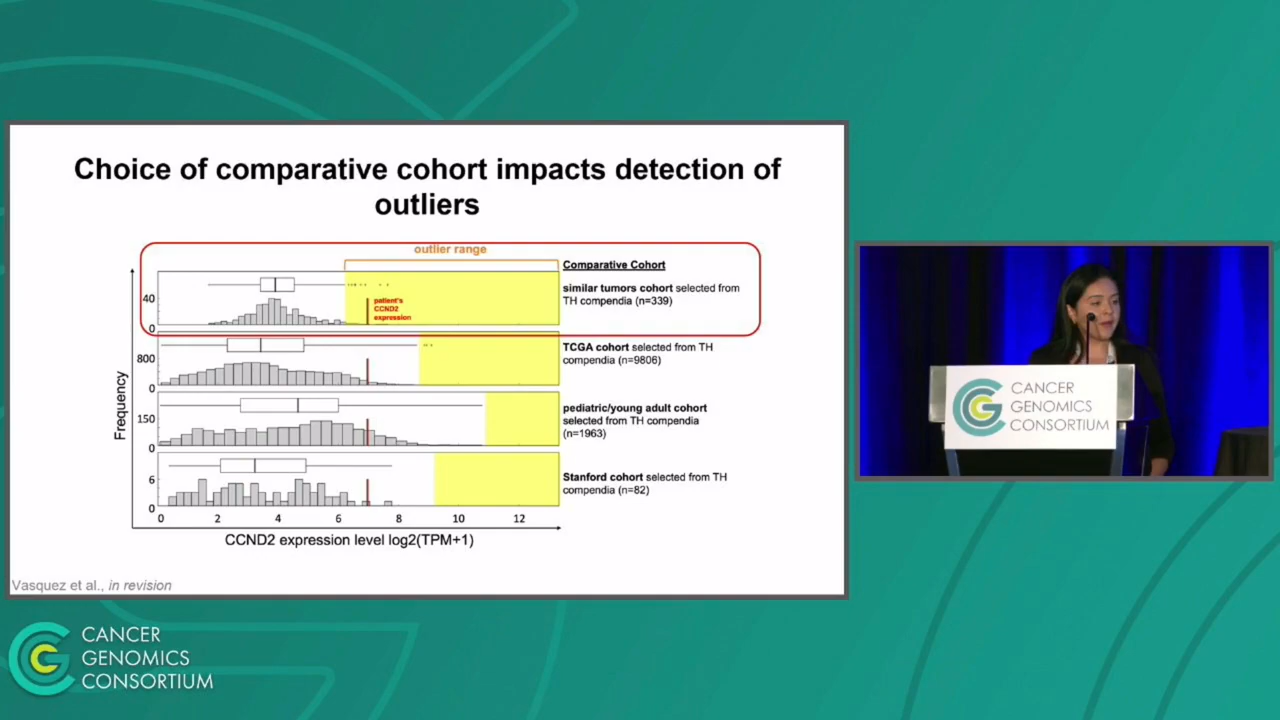 Choice of comparative cohort impacts detection of
outliers
outlier range
Comparative Cohort
similar tumors cohort selected from
TH compendia (n=339)
40
0
patient's
CCND2
expression
TCGA cohort selected from TH
compendia (n=9806)
800
0
pediatric/young adult cohort
selected from TH compendia
(n=1963)
150
0
Stanford cohort selected from TH
compendia (n=82)
6
0
Frequency
0 2 4 6 8 10 12
CCND2 expression level log2(TPM+1)
Vasquez et al., in revision
CANCER
GENOMICS
CONSORTIUM
CANCER
GENOMICS
CONSORTIUM